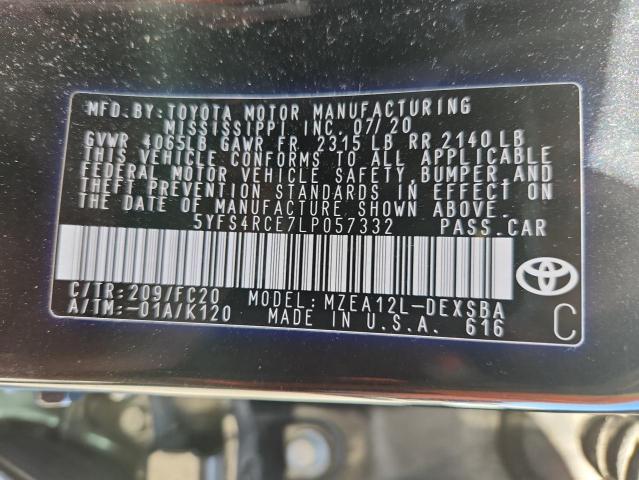 MFD.BY:TOYOTA MOTOR MANUFACTURING
MISSISSIPPI INC.07/20
GVWR 4065LB GAWR FR 2315 LB RR 2140 LB
THIS VEHICLE CONFORMS TO ALL APPLICABLE
FEDERAL MOTOR VEHICLE SAFETY, BUMPER, AND
THEFT PREVENTION STANDARDS IN EFFECT ON
THE DATE OF MANUFACTURE SHOWN ABOVE.
5YFS4RCE7LP057332 PASS.CAR
C/TR:209/FC20 MODEL:MZEA12L-DEXSBA
A/TM:-01A/K120 MADE IN U.S.A. 616
C